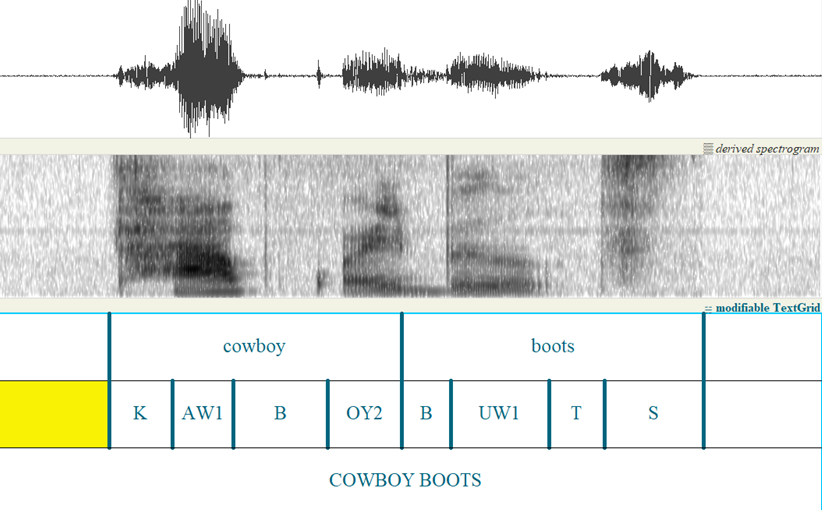 derived spectrogram
modifiable TextGrid
cowboy boots
K AW1 B OY2 B UW1 T S
COWBOY BOOTS